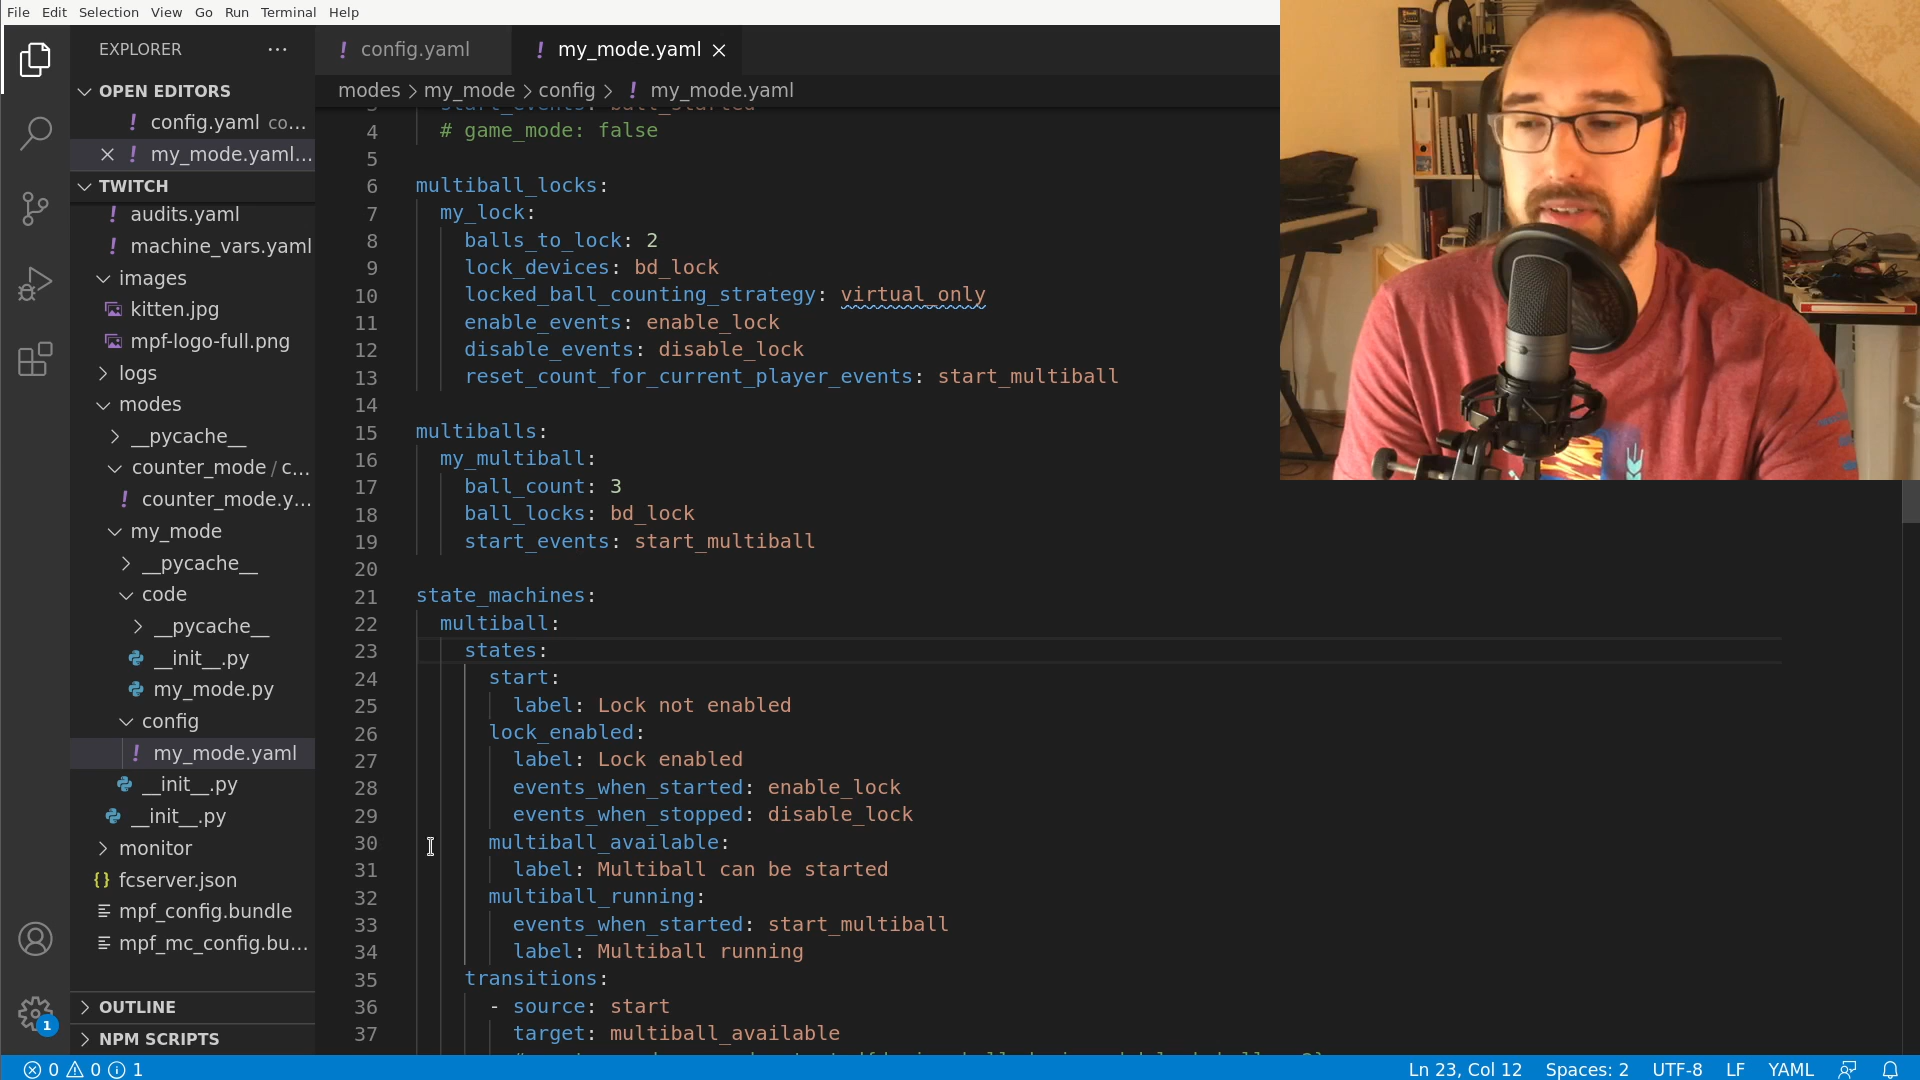 File Edit Selection View Go Run Terminal Help
EXPLORER
OPEN EDITORS
config.yaml co...
my_mode.yaml...
TWITCH
audits.yaml
machine_vars.yaml
images
kitten.jpg
mpf-logo-full.png
logs
modes
__pycache__
counter_mode / c...
counter_mode.y...
my_mode
__pycache__
code
__pycache__
__init__.py
my_mode.py
config
my_mode.yaml
__init__.py
__init__.py
monitor
fcserver.json
mpf_config.bundle
mpf_mc_config.bu...
OUTLINE
NPM SCRIPTS
config.yaml my_mode.yaml
modes > my_mode > config > my_mode.yaml
4 # game_mode: false
5
6 multiball_locks:
7 my_lock:
8 balls_to_lock: 2
9 lock_devices: bd_lock
10 locked_ball_counting_strategy: virtual_only
11 enable_events: enable_lock
12 disable_events: disable_lock
13 reset_count_for_current_player_events: start_multiball
14
15 multiballs:
16 my_multiball:
17 ball_count: 3
18 ball_locks: bd_lock
19 start_events: start_multiball
20
21 state_machines:
22 multiball:
23 states:
24 start:
25 label: Lock not enabled
26 lock_enabled:
27 label: Lock enabled
28 events_when_started: enable_lock
29 events_when_stopped: disable_lock
30 multiball_available:
31 label: Multiball can be started
32 multiball_running:
33 events_when_started: start_multiball
34 label: Multiball running
35 transitions:
36 - source: start
37 target: multiball_available
1
0 0 1 Ln 23, Col 12 Spaces: 2 UTF-8 LF YAML